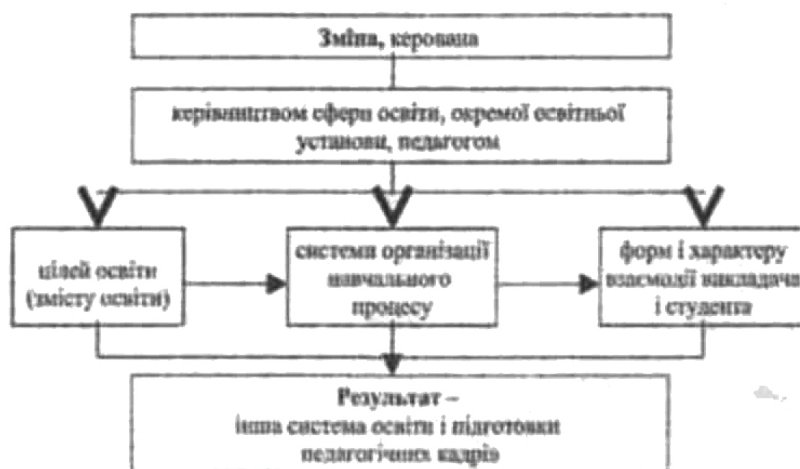 Зміна, керована
керівництвом сфери освіти, окремої освітньої
установи, педагогом
цілей освіти
(змісту освіти)
системи організації
навчального
процесу
форм і характеру
взаємодії викладача
і студента
Результат –
інша система освіти і підготовки
педагогічних кадрів